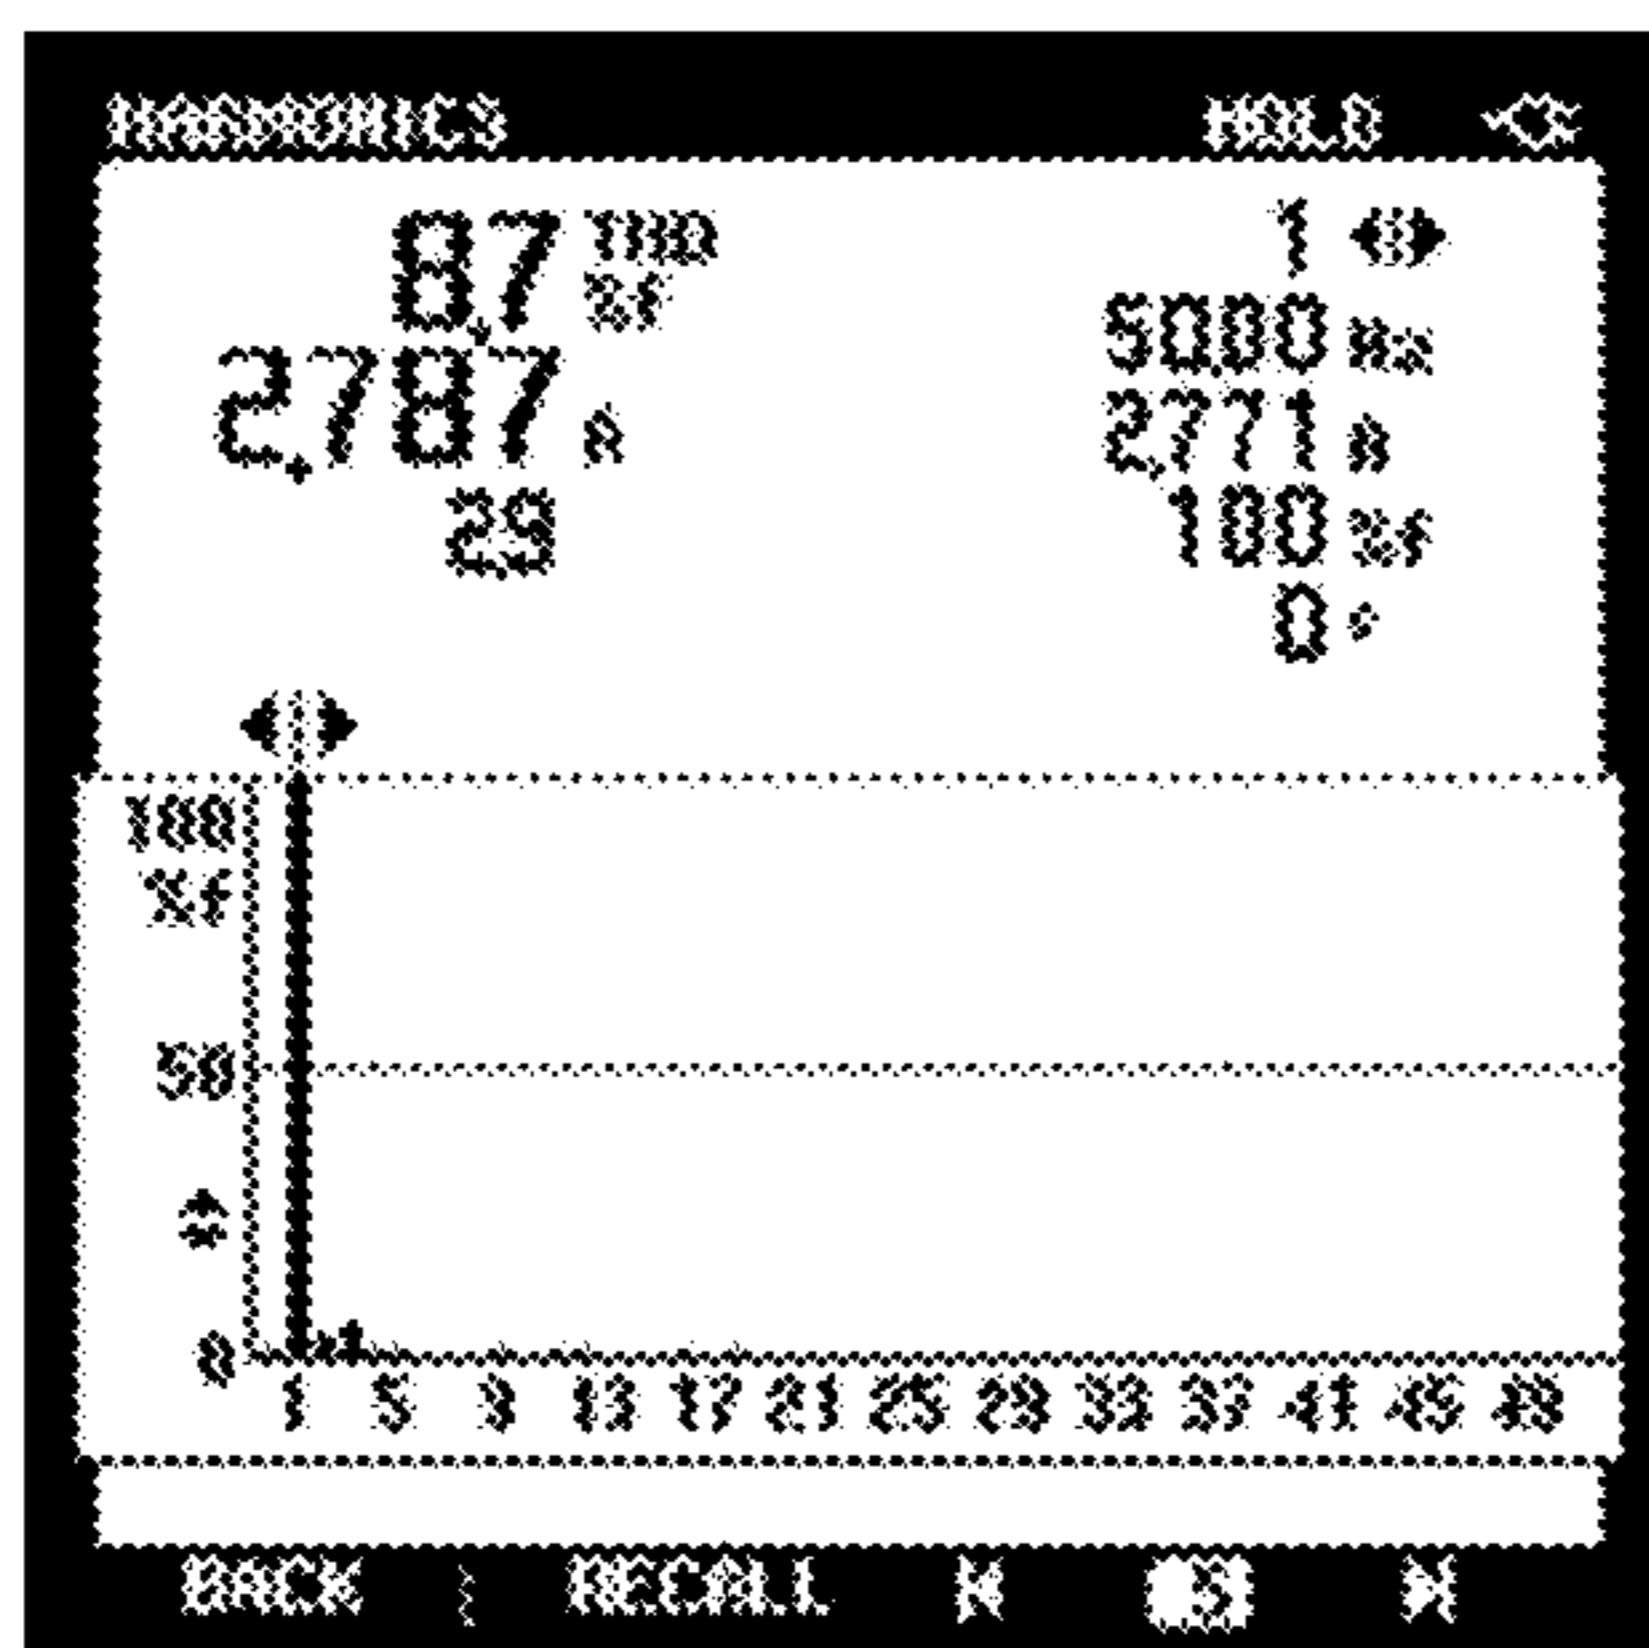 HARMONICS HOLD
8.7 THD %f
2.787 A
29
1
50.00 Hz
2.771 A
100 %f
0 °
100
%f
50
0
1 5 9 13 17 21 25 29 33 37 41 45 49
BACK RECALL 5